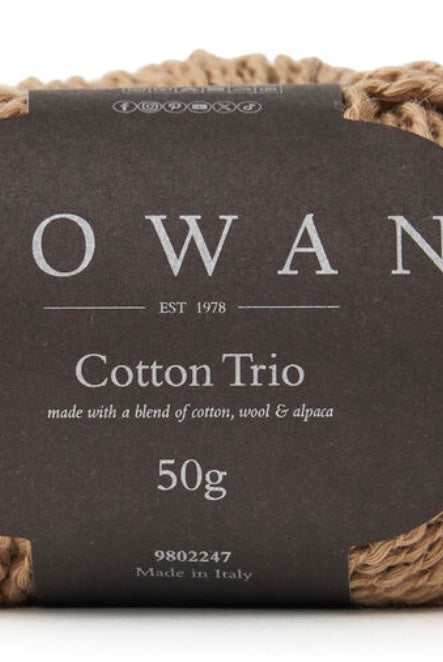 OWAN
EST 1978
Cotton Trio
made with a blend of cotton, wool & alpaca
50g
9802247
Made in Italy